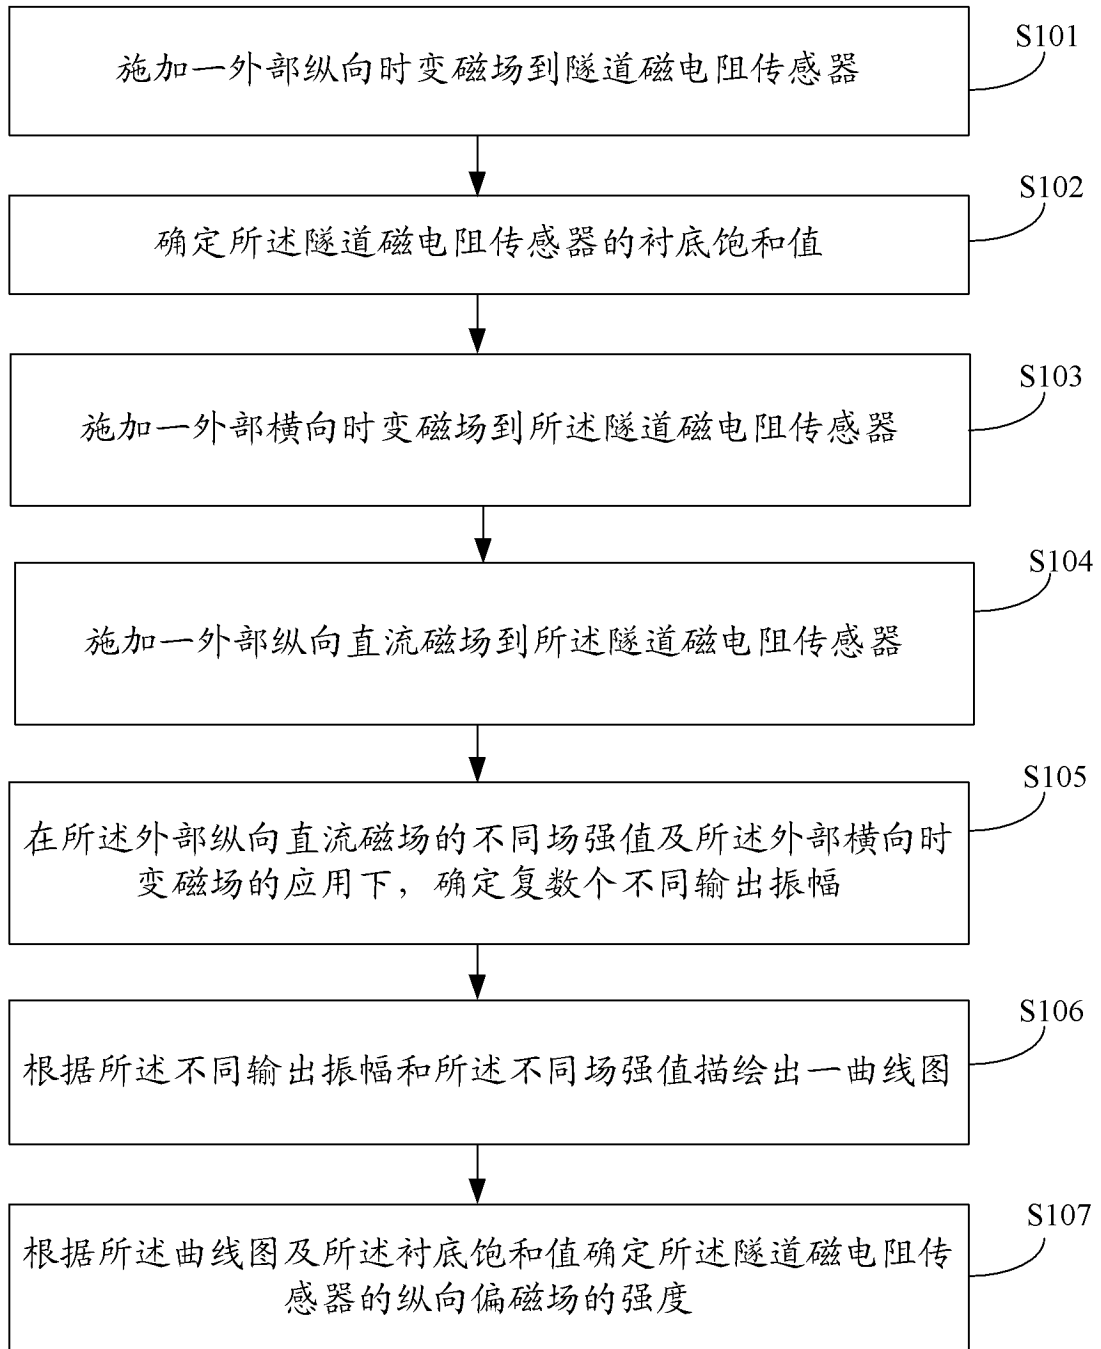 施加一外部纵向时变磁场到隧道磁电阻传感器
S101
确定所述隧道磁电阻传感器的衬底饱和值
S102
施加一外部横向时变磁场到所述隧道磁电阻传感器
S103
施加一外部纵向直流磁场到所述隧道磁电阻传感器
S104
在所述外部纵向直流磁场的不同场强值及所述外部横向时
变磁场的应用下，确定复数个不同输出振幅
S105
根据所述不同输出振幅和所述不同场强值描绘出一曲线图
S106
根据所述曲线图及所述衬底饱和值确定所述隧道磁电阻传
感器的纵向偏磁场的强度
S107